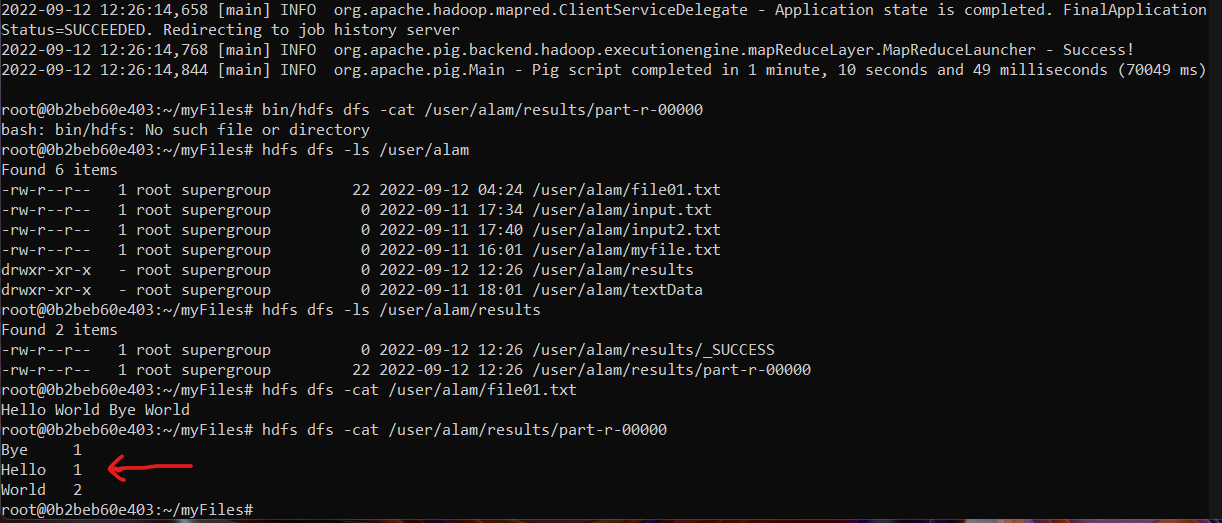 2022-09-12 12:26:14,658 [main] INFO  org.apache.hadoop.mapred.ClientServiceDelegate - Application state is completed. FinalApplication
Status=SUCCEEDED. Redirecting to job history server
2022-09-12 12:26:14,768 [main] INFO  org.apache.pig.backend.hadoop.executionengine.mapReduceLayer.MapReduceLauncher - Success!
2022-09-12 12:26:14,844 [main] INFO  org.apache.pig.Main - Pig script completed in 1 minute, 10 seconds and 49 milliseconds (70049 ms)
root@0b2beb60e403:~/myFiles# bin/hdfs dfs -cat /user/alam/results/part-r-00000
bash: bin/hdfs: No such file or directory
root@0b2beb60e403:~/myFiles# hdfs dfs -ls /user/alam
Found 6 items
-rw-r--r--   1 root supergroup         22 2022-09-12 04:24 /user/alam/file01.txt
-rw-r--r--   1 root supergroup          0 2022-09-11 17:34 /user/alam/input.txt
-rw-r--r--   1 root supergroup          0 2022-09-11 17:40 /user/alam/input2.txt
-rw-r--r--   1 root supergroup          0 2022-09-11 16:01 /user/alam/myfile.txt
drwxr-xr-x   - root supergroup          0 2022-09-12 12:26 /user/alam/results
drwxr-xr-x   - root supergroup          0 2022-09-11 18:01 /user/alam/textData
root@0b2beb60e403:~/myFiles# hdfs dfs -ls /user/alam/results
Found 2 items
-rw-r--r--   1 root supergroup          0 2022-09-12 12:26 /user/alam/results/_SUCCESS
-rw-r--r--   1 root supergroup         22 2022-09-12 12:26 /user/alam/results/part-r-00000
root@0b2beb60e403:~/myFiles# hdfs dfs -cat /user/alam/file01.txt
Hello World Bye World
root@0b2beb60e403:~/myFiles# hdfs dfs -cat /user/alam/results/part-r-00000
Bye     1
Hello   1
World   2
root@0b2beb60e403:~/myFiles#